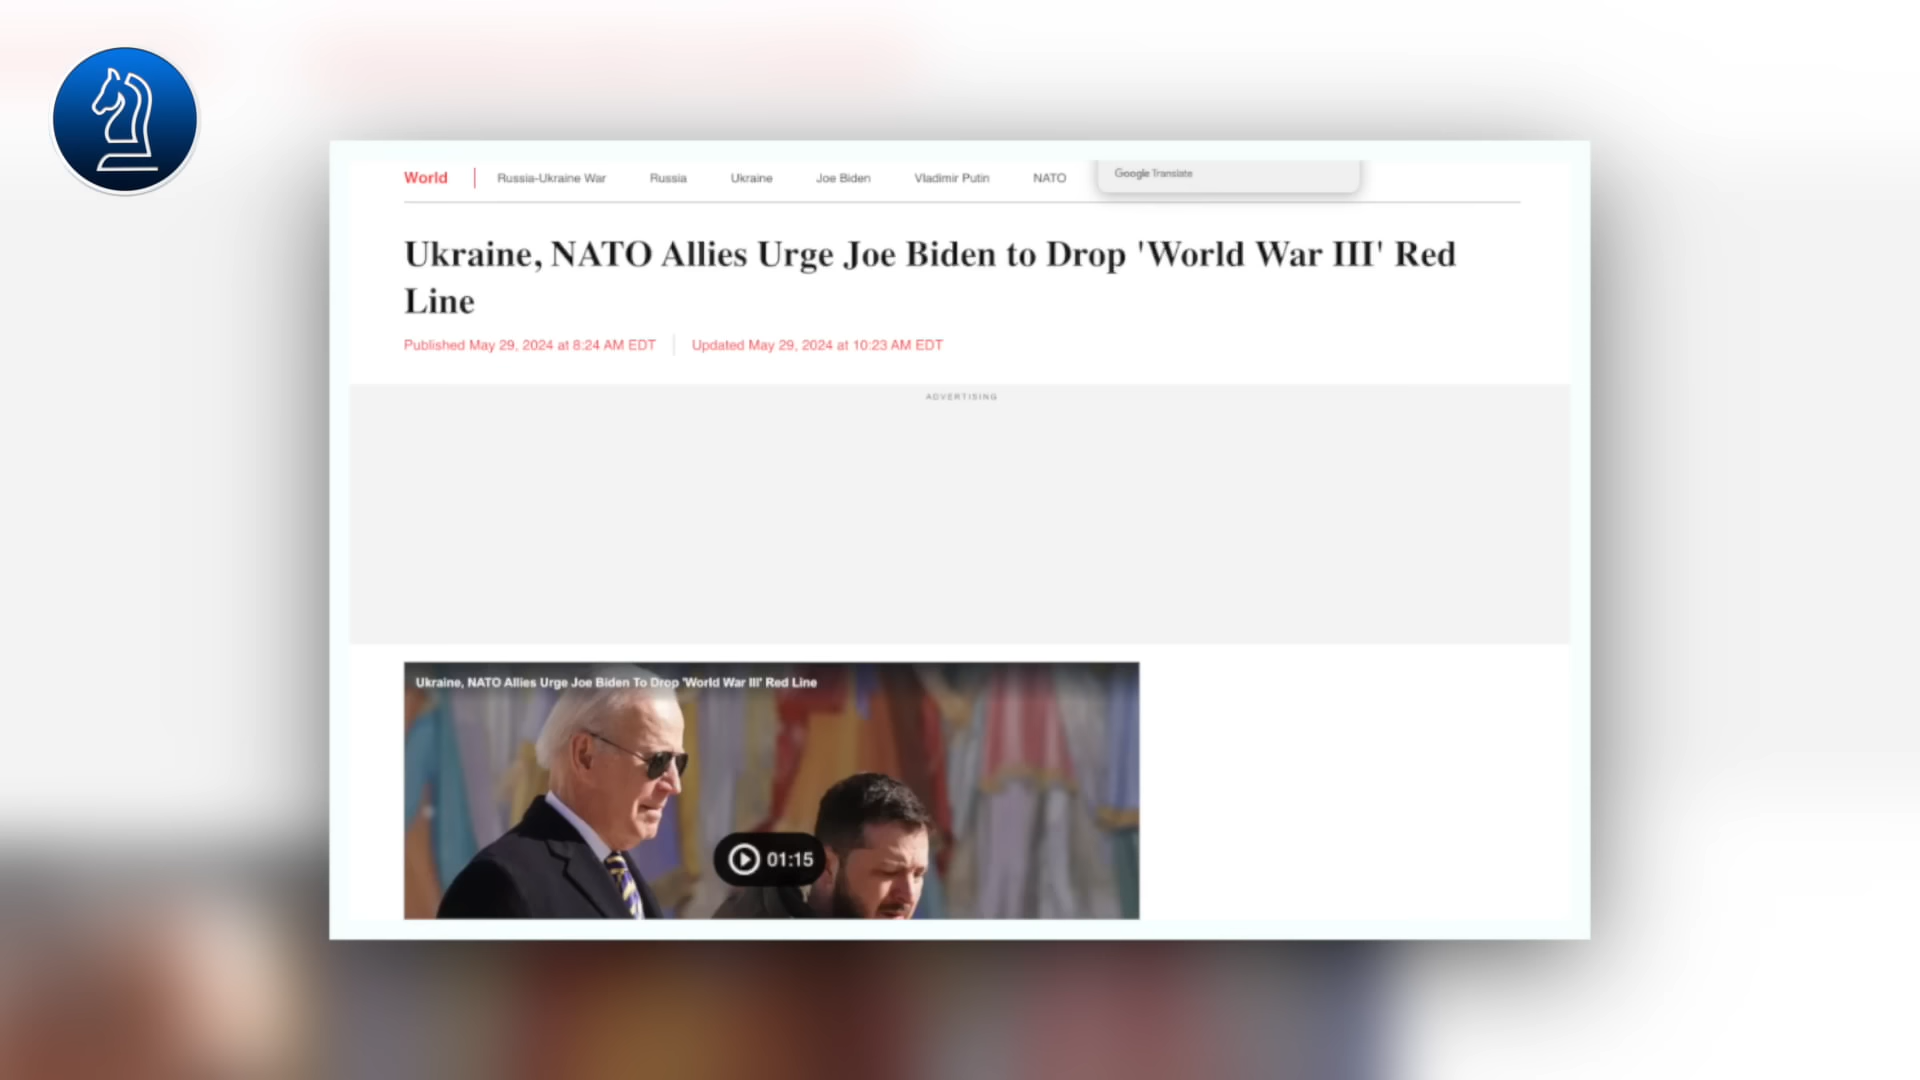 World
Russia-Ukraine War
Russia
Ukraine
Joe Biden
Vladimir Putin
NATO
Google Translate
Ukraine, NATO Allies Urge Joe Biden to Drop 'World War III' Red
Line
Published May 29, 2024 at 8:24 AM EDT
Updated May 29, 2024 at 10:23 AM EDT
ADVERTISING
Ukraine, NATO Allies Urge Joe Biden To Drop 'World War III' Red Line
01:15